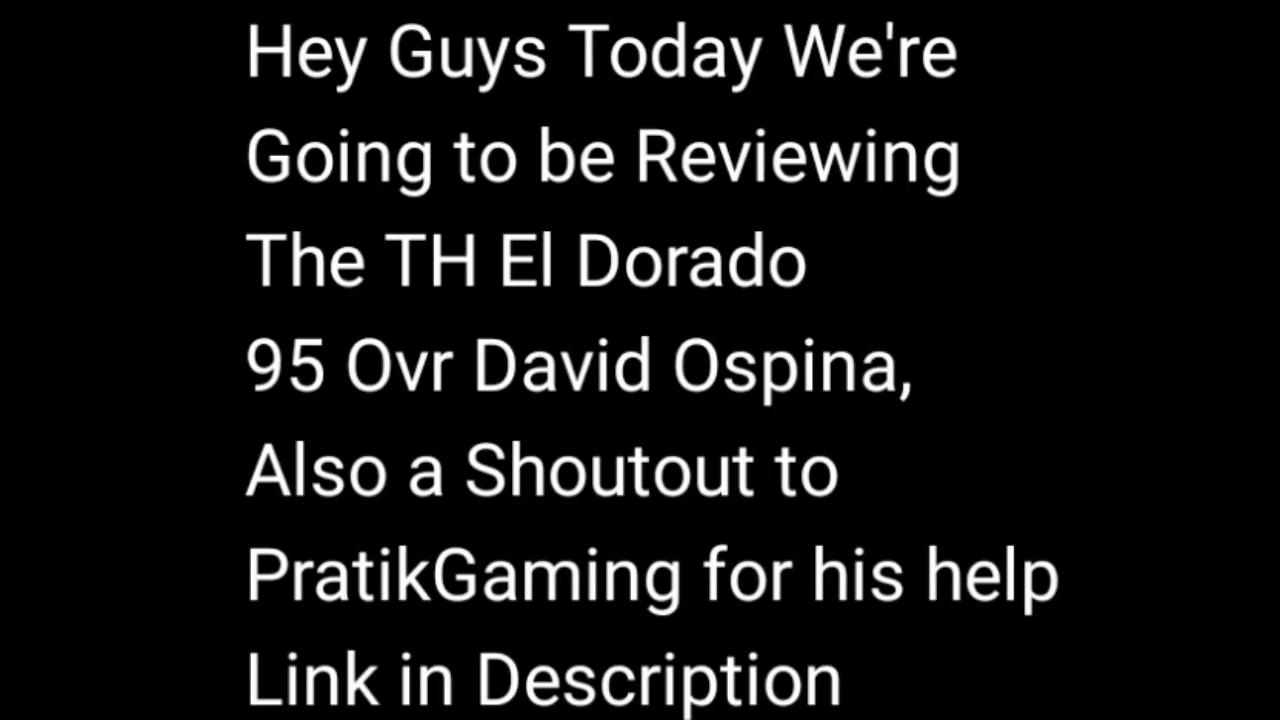 Hey Guys Today We're
Going to be Reviewing
The TH El Dorado
95 Ovr David Ospina,
Also a Shoutout to
PratikGaming for his help
Link in Description